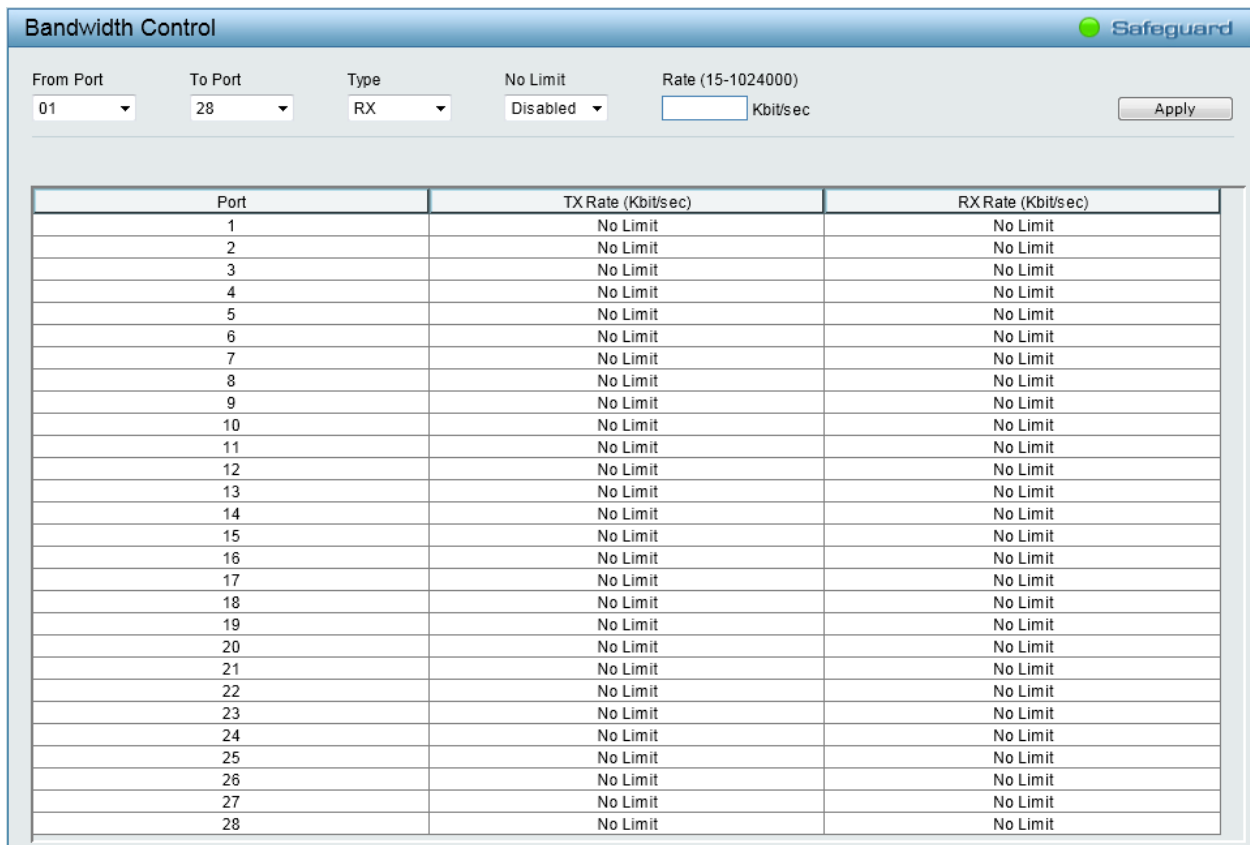 Bandwidth Control Safeguard
From Port To Port Type No Limit Rate (15-1024000)
01 28 RX Disabled Kbit/sec Apply
Port TX Rate (Kbit/sec) RX Rate (Kbit/sec)
1 No Limit No Limit
2 No Limit No Limit
3 No Limit No Limit
4 No Limit No Limit
5 No Limit No Limit
6 No Limit No Limit
7 No Limit No Limit
8 No Limit No Limit
9 No Limit No Limit
10 No Limit No Limit
11 No Limit No Limit
12 No Limit No Limit
13 No Limit No Limit
14 No Limit No Limit
15 No Limit No Limit
16 No Limit No Limit
17 No Limit No Limit
18 No Limit No Limit
19 No Limit No Limit
20 No Limit No Limit
21 No Limit No Limit
22 No Limit No Limit
23 No Limit No Limit
24 No Limit No Limit
25 No Limit No Limit
26 No Limit No Limit
27 No Limit No Limit
28 No Limit No Limit